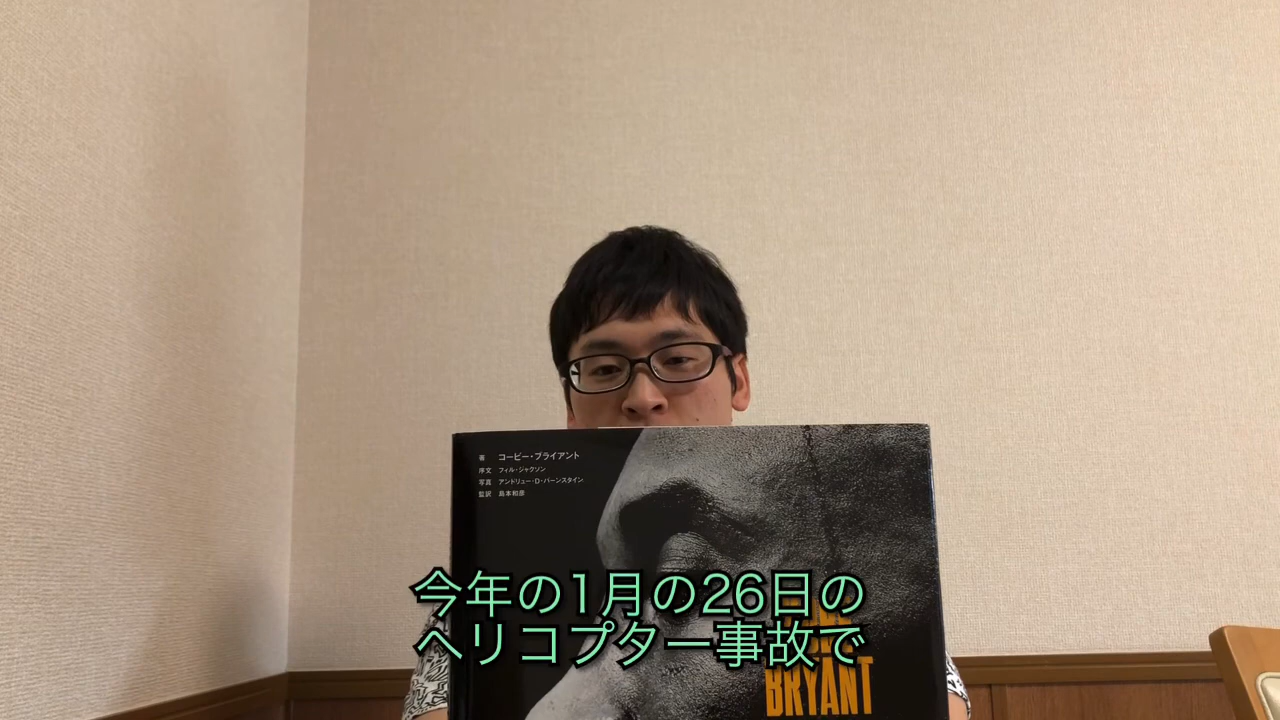 著 コービー・ブライアント
序文 フィル・ジャクソン
写真 アンドリュー・D・バーンスタイン
監訳 島本和彦
今年の1月の26日の
ヘリコプター事故で
BRYANT